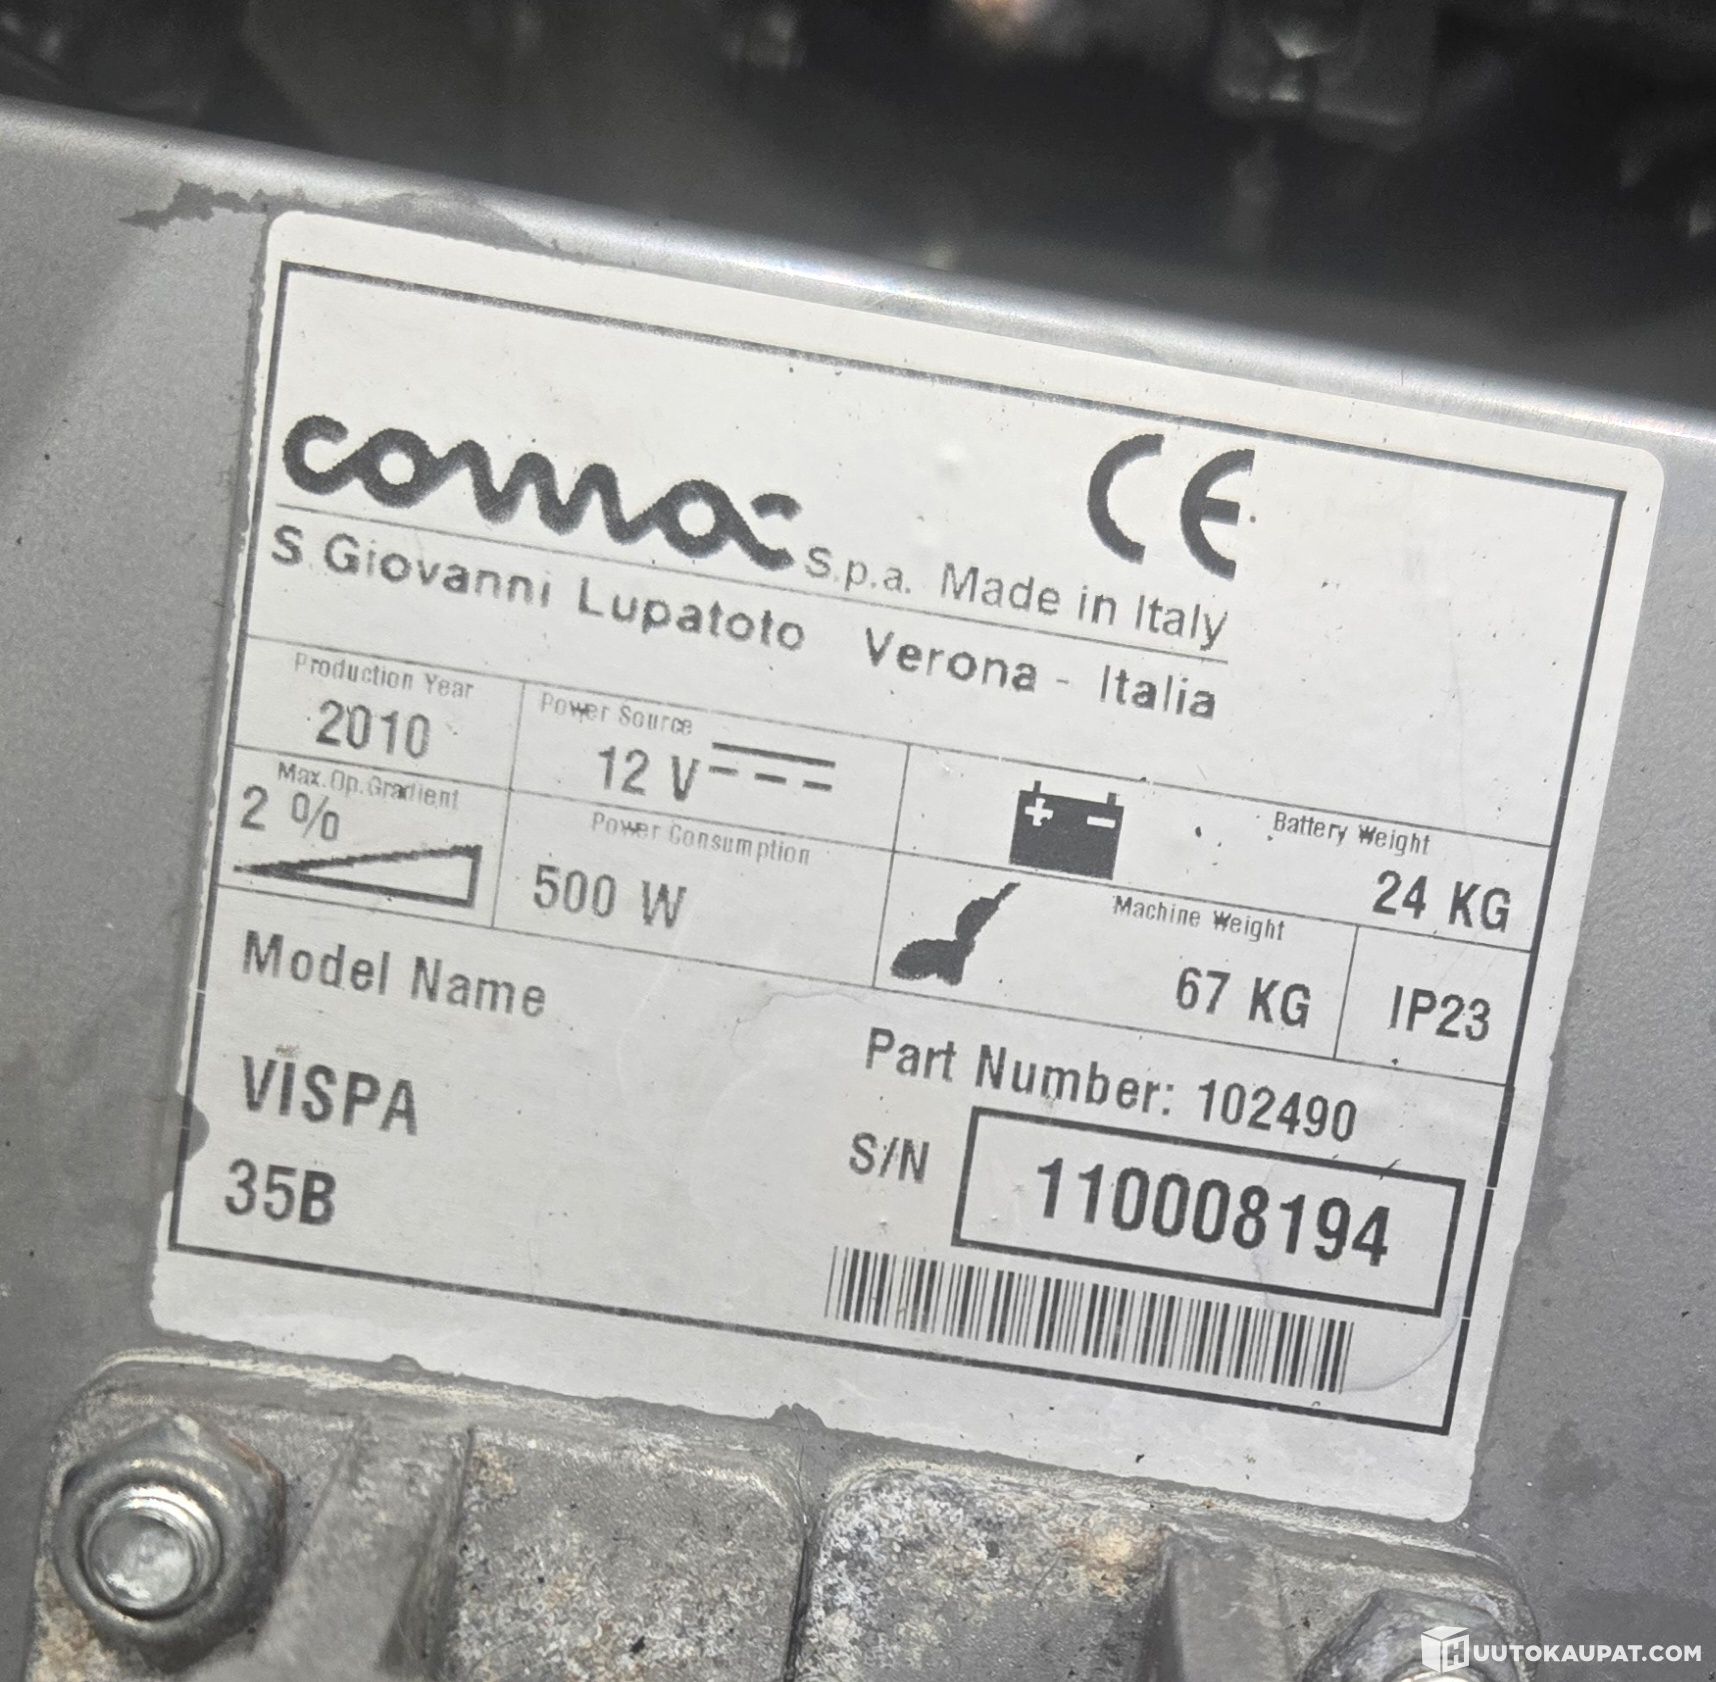 comac S.p.a. Made in Italy
CE
S. Giovanni Lupatoto Verona - Italia
Production Year
2010
Power Source
12 V
Max.Op.Gradient
2 %
Power Consumption
500 W
+ -
Battery Weight
24 KG
Machine Weight
67 KG
IP23
Model Name
VISPA
35B
Part Number: 102490
S/N 110008194
HUUTOKAUPAT.COM